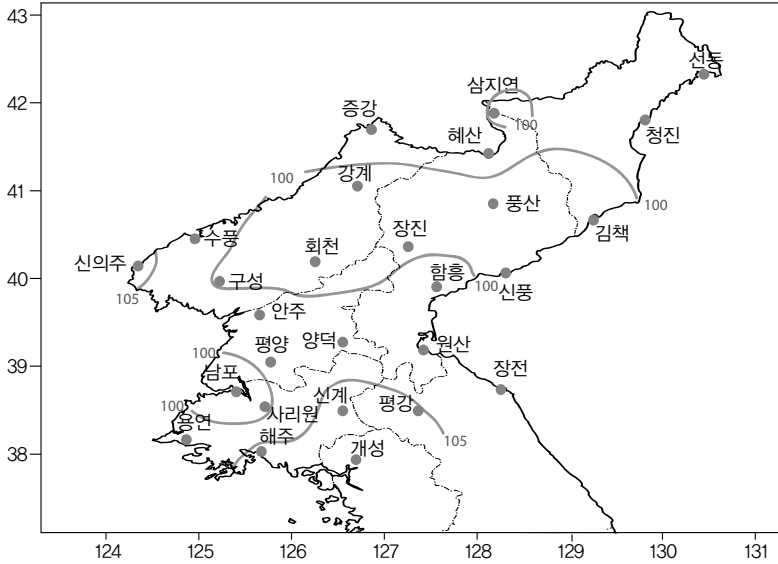 43
42
41
40
39
38
선동
삼지연
100
청진
중강
혜산
100
강계
풍산
100
김책
수풍
장진
회천
신의주
구성
함흥
100
신풍
105
안주
양덕
원산
평양
장전
100
남포
신계
평강
100
사리원
105
용연
해주
개성
124
125
126
127
128
129
130
131